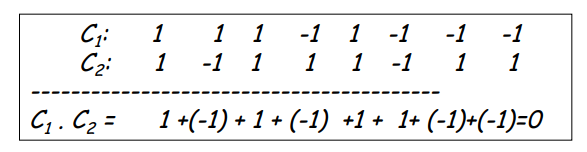 C₁: 1 1 1 -1 1 -1 -1 -1
C₂: 1 -1 1 1 1 -1 1 1
-----------------------------------------
C₁ . C₂ = 1 +(-1) + 1 + (-1) +1 + 1+ (-1)+(-1)=0